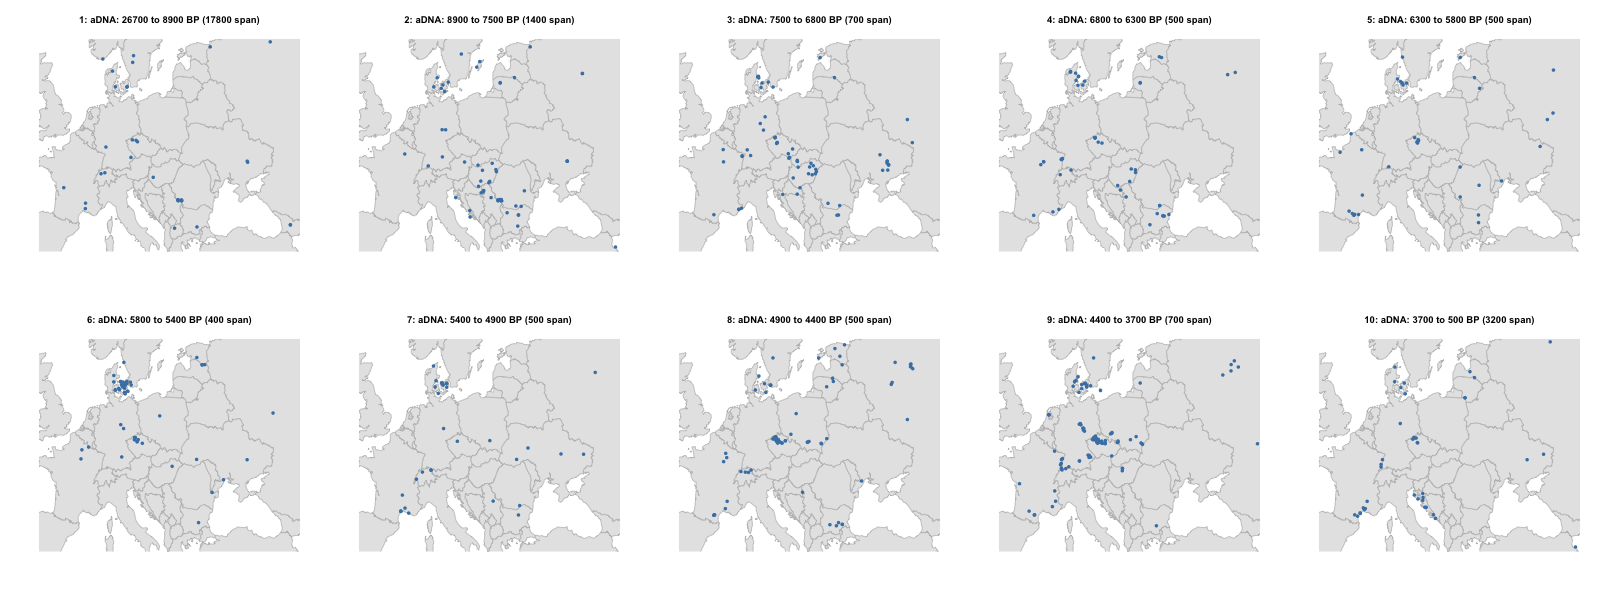 1: aDNA: 26700 to 8900 BP (17800 span)
2: aDNA: 8900 to 7500 BP (1400 span)
3: aDNA: 7500 to 6800 BP (700 span)
4: aDNA: 6800 to 6300 BP (500 span)
5: aDNA: 6300 to 5800 BP (500 span)
6: aDNA: 5800 to 5400 BP (400 span)
7: aDNA: 5400 to 4900 BP (500 span)
8: aDNA: 4900 to 4400 BP (500 span)
9: aDNA: 4400 to 3700 BP (700 span)
10: aDNA: 3700 to 500 BP (3200 span)